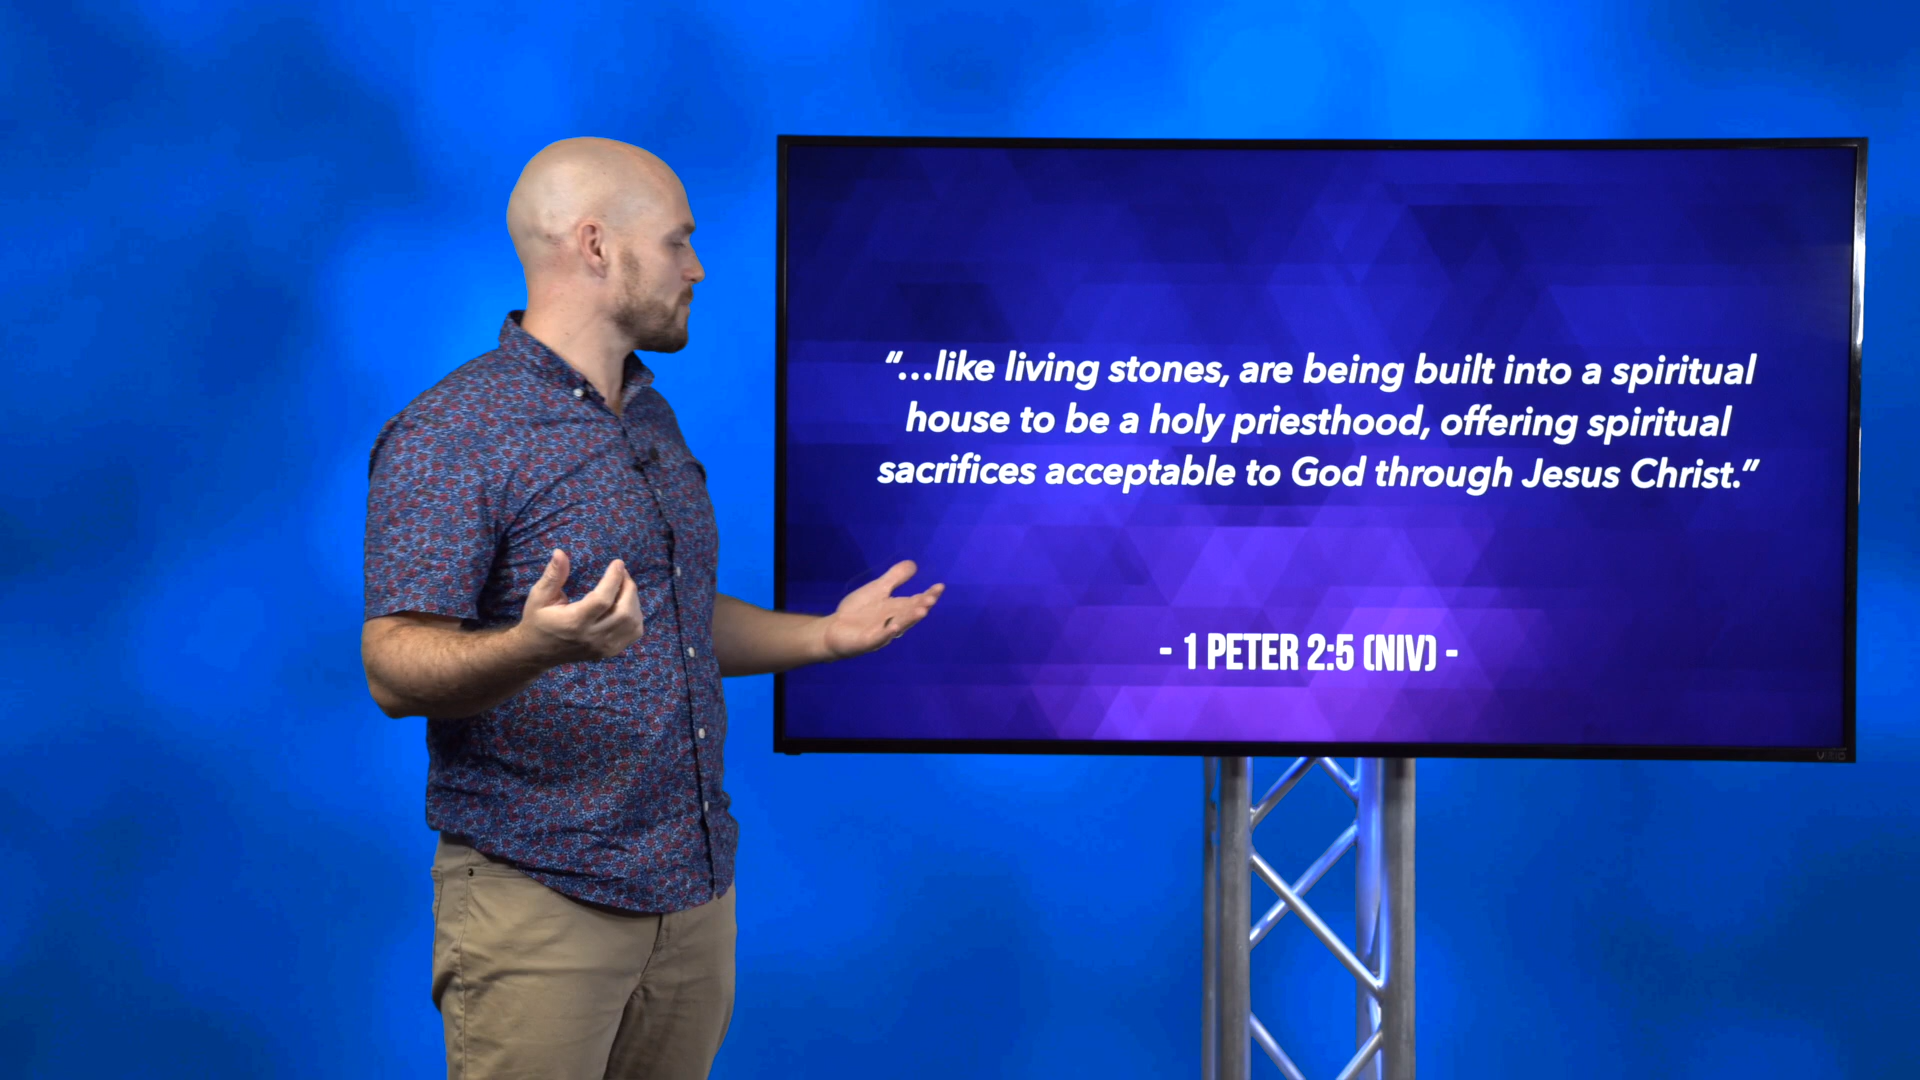 “...like living stones, are being built into a spiritual
house to be a holy priesthood, offering spiritual
sacrifices acceptable to God through Jesus Christ.”
- 1 PETER 2:5 (NIV) -
VIZIO